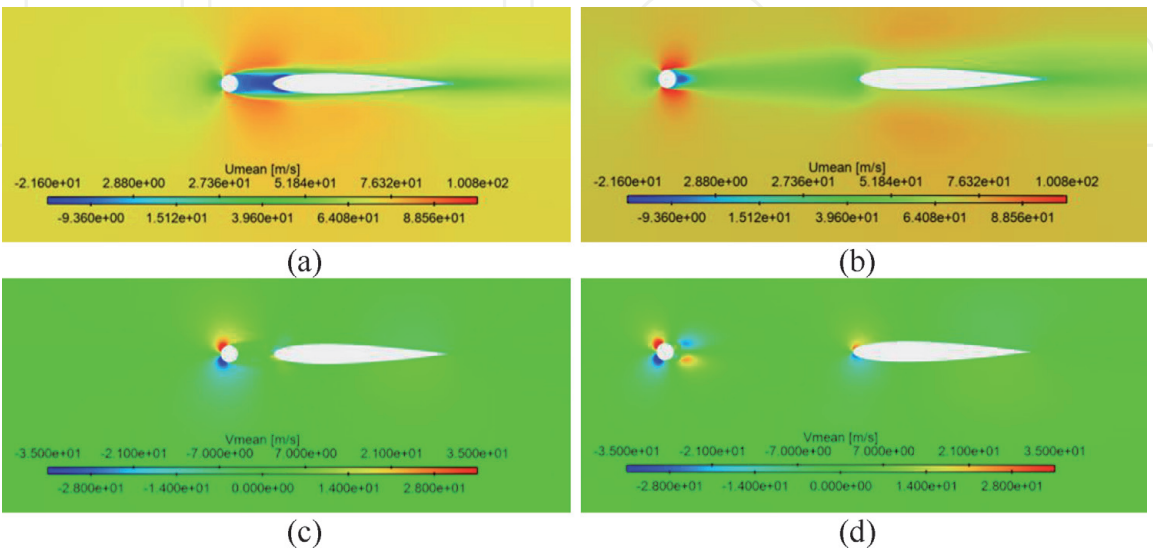 Umean [m/s]
-2.160e+01 2.880e+00 2.736e+01 5.184e+01 7.632e+01 1.008e+02
-9.360e+00 1.512e+01 3.960e+01 6.408e+01 8.856e+01
(a)
Umean [m/s]
-2.160e+01 2.880e+00 2.736e+01 5.184e+01 7.632e+01 1.008e+02
-9.360e+00 1.512e+01 3.960e+01 6.408e+01 8.856e+01
(b)
Vmean [m/s]
-3.500e+01 -2.100e+01 -7.000e+00 7.000e+00 2.100e+01 3.500e+01
-2.800e+01 -1.400e+01 0.000e+00 1.400e+01 2.800e+01
(c)
Vmean [m/s]
-3.500e+01 -2.100e+01 -7.000e+00 7.000e+00 2.100e+01 3.500e+01
-2.800e+01 -1.400e+01 0.000e+00 1.400e+01 2.800e+01
(d)